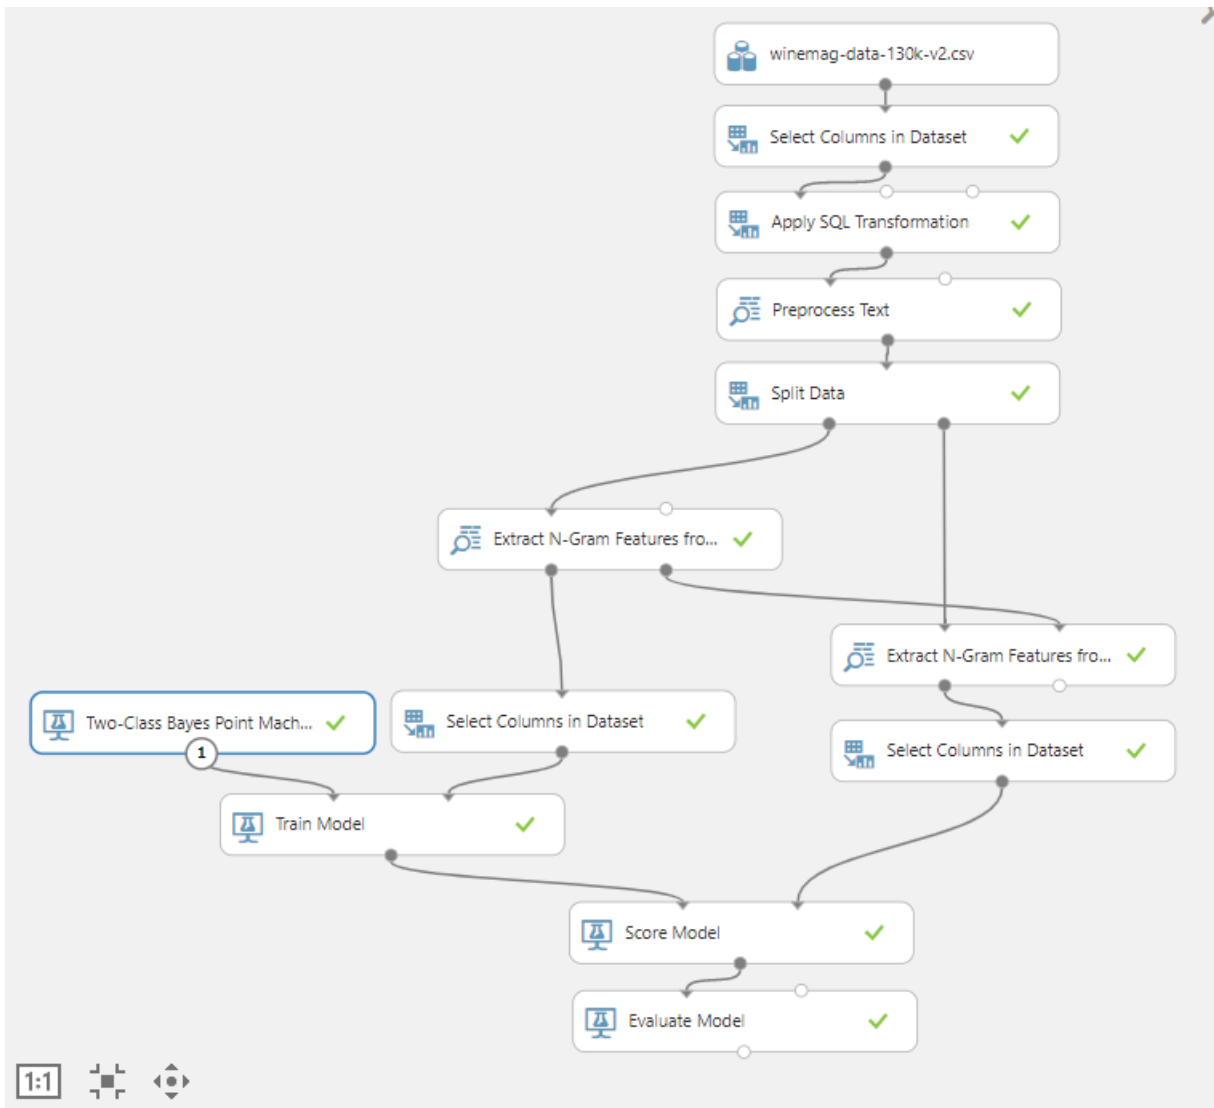 winemag-data-130k-v2.csv
Select Columns in Dataset
Apply SQL Transformation
Preprocess Text
Split Data
Extract N-Gram Features fro...
Extract N-Gram Features fro...
Two-Class Bayes Point Mach...
Select Columns in Dataset
Select Columns in Dataset
1
Train Model
Score Model
Evaluate Model
1:1